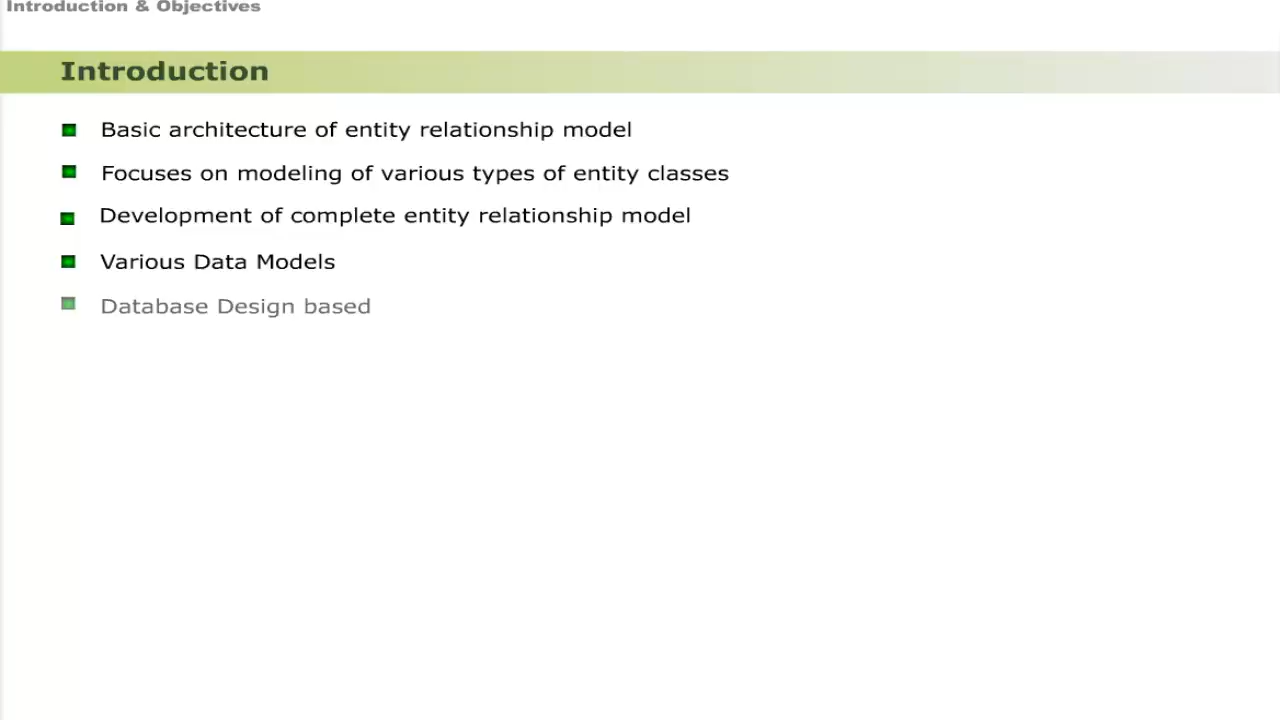 Introduction & Objectives
Introduction
Basic architecture of entity relationship model
Focuses on modeling of various types of entity classes
Development of complete entity relationship model
Various Data Models
Database Design based